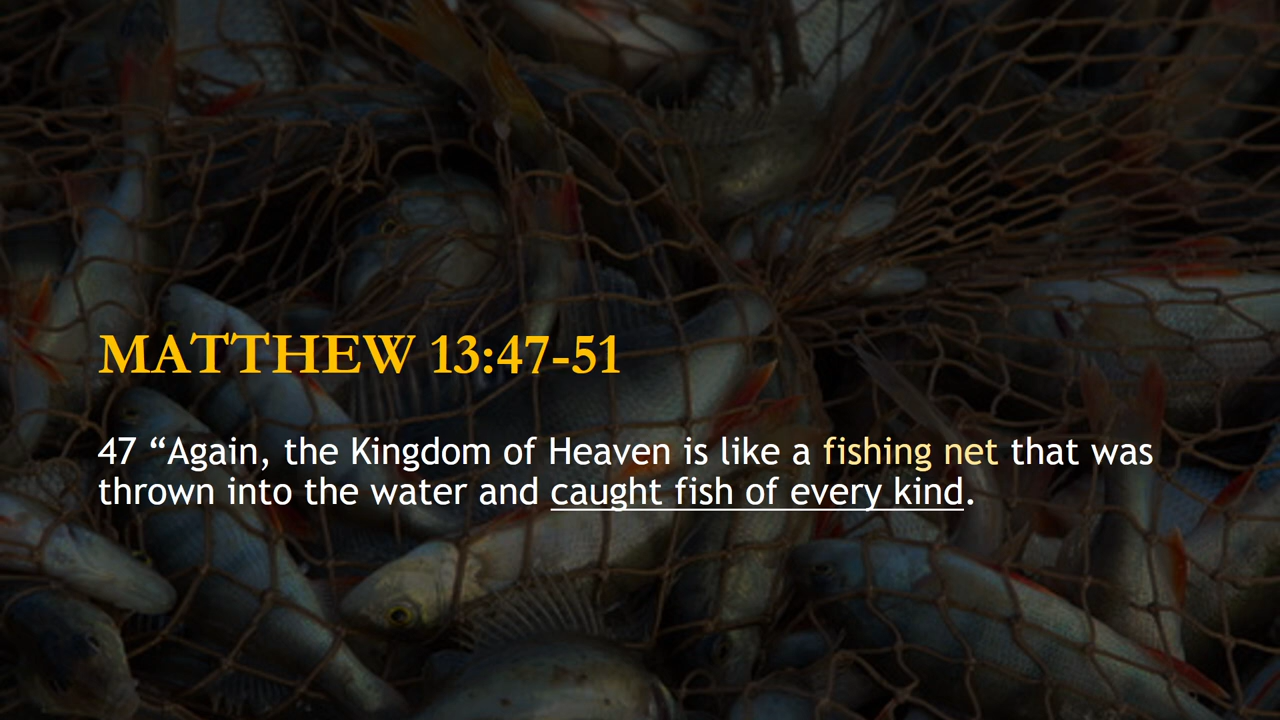 MATTHEW 13:47-51
47 “Again, the Kingdom of Heaven is like a fishing net that was
thrown into the water and caught fish of every kind.